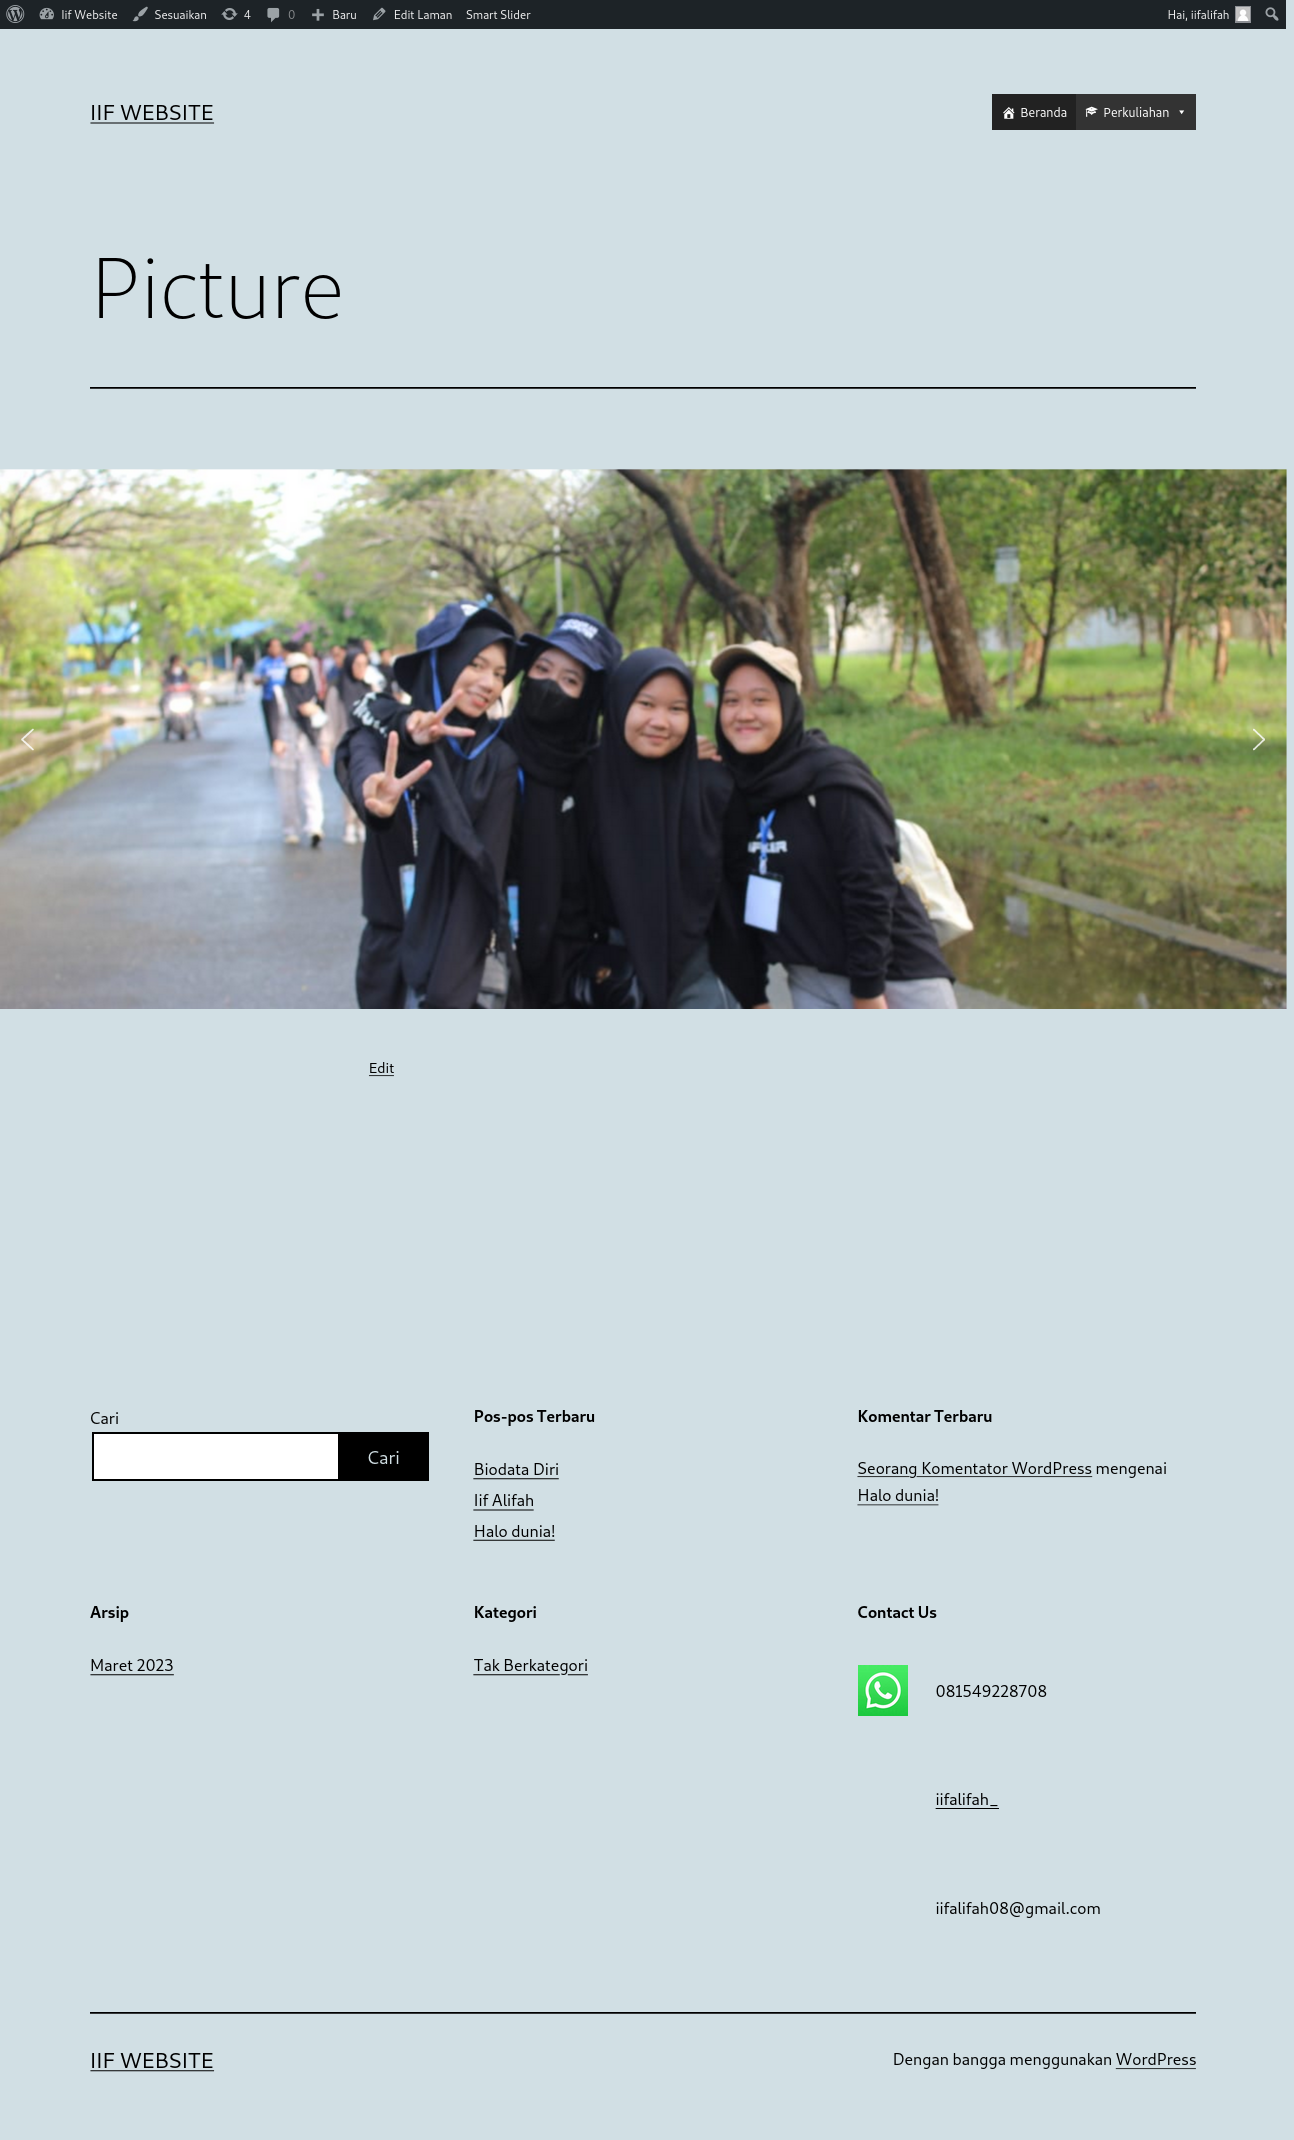 Iif Website Sesuaikan 4 0 Baru Edit Laman Smart Slider Hai, iifalifah
IIF WEBSITE
Beranda Perkuliahan
Picture
Edit
Cari
Cari
Pos-pos Terbaru
Biodata Diri
Iif Alifah
Halo dunia!
Komentar Terbaru
Seorang Komentator WordPress mengenai
Halo dunia!
Arsip
Maret 2023
Kategori
Tak Berkategori
Contact Us
081549228708
iifalifah_
iifalifah08@gmail.com
IIF WEBSITE
Dengan bangga menggunakan WordPress